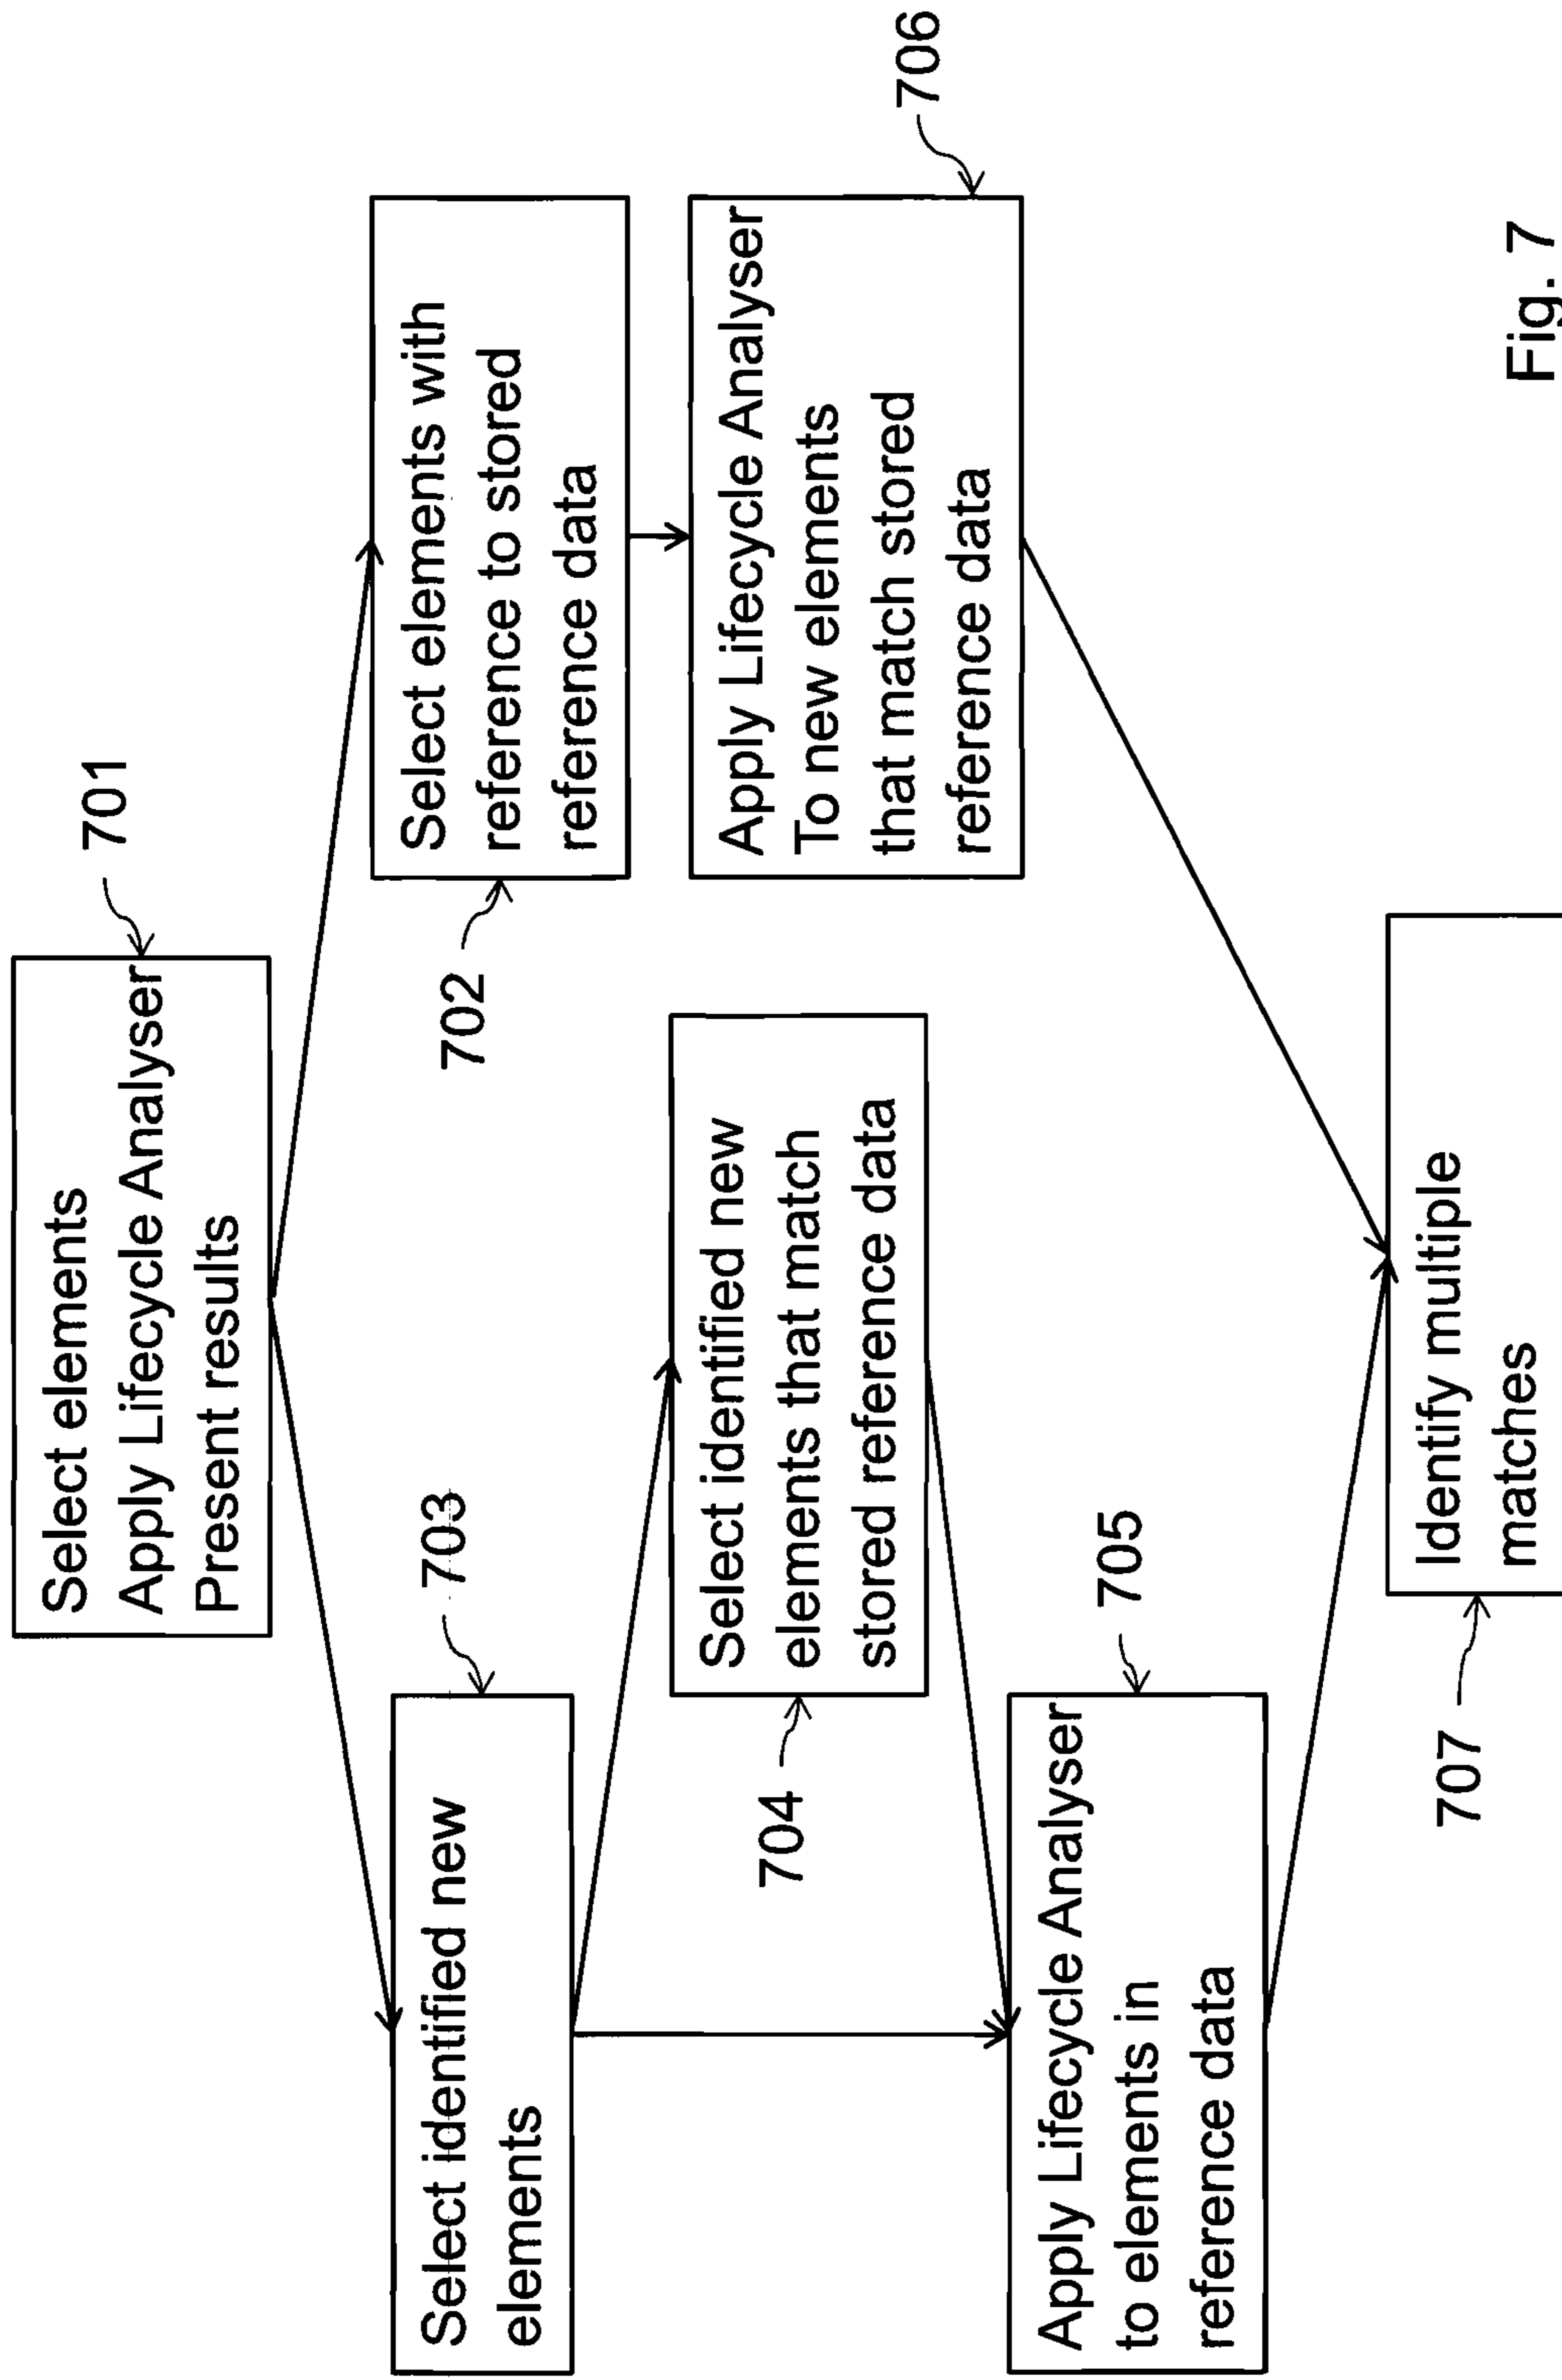 Select elements
Apply Lifecycle Analyser
Present results
701
Select identified new
elements
703
Select elements with
reference to stored
reference data
702
Select identified new
elements that match
stored reference data
704
Apply Lifecycle Analyser
To new elements
that match stored
reference data
706
Apply Lifecycle Analyser
to elements in
reference data
705
Identify multiple
matches
707
Fig. 7